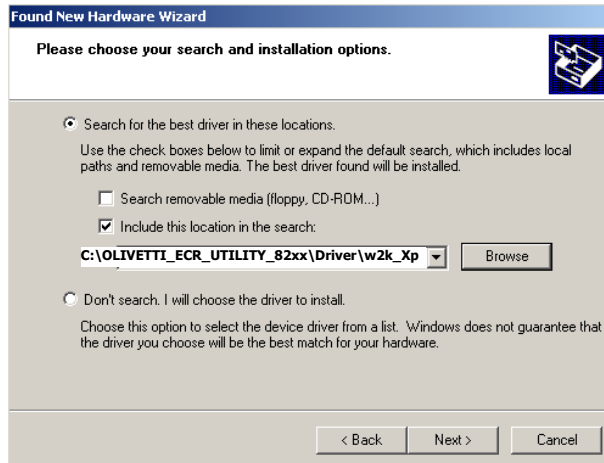 Found New Hardware Wizard
Please choose your search and installation options.
Search for the best driver in these locations.
Use the check boxes below to limit or expand the default search, which includes local
paths and removable media. The best driver found will be installed.
Search removable media (floppy, CD-ROM...)
Include this location in the search:
C:\OLIVETTI_ECR_UTILITY_82xx\Driver\w2k_Xp
Browse
Don't search. I will choose the driver to install.
Choose this option to select the device driver from a list.  Windows does not guarantee that
the driver you choose will be the best match for your hardware.
< Back
Next >
Cancel